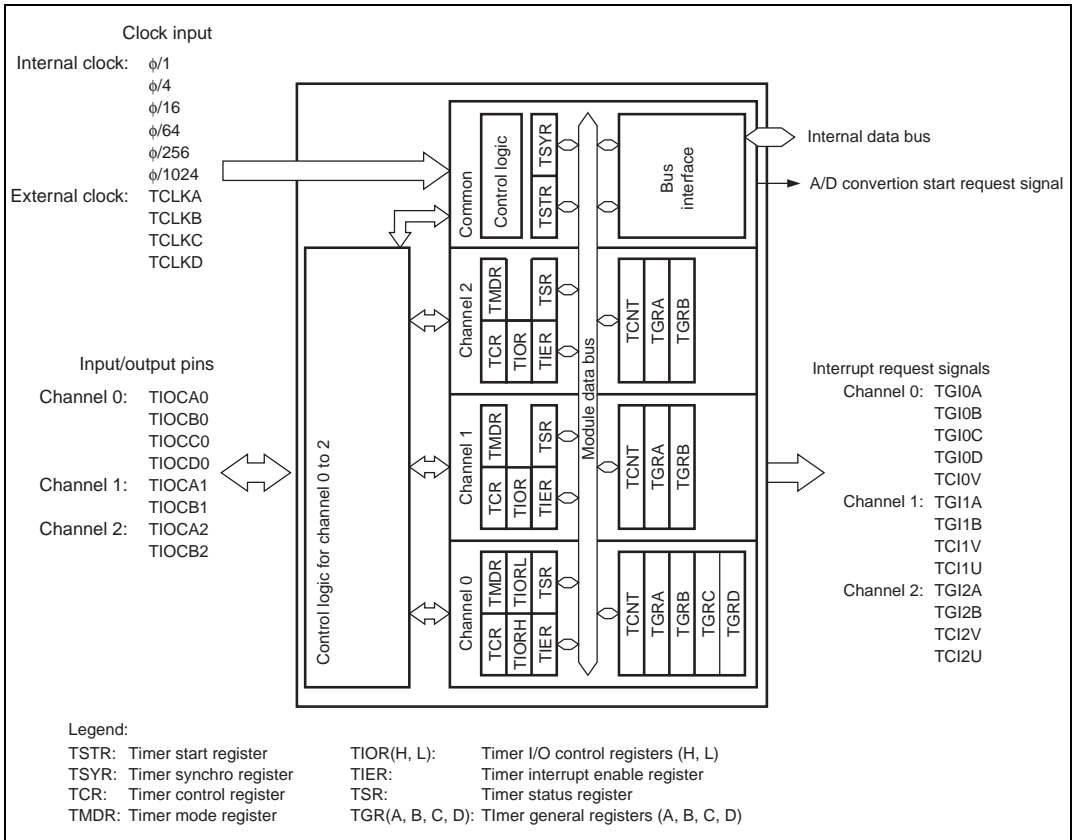 Clock input
Internal clock: ϕ/1
ϕ/4
ϕ/16
ϕ/64
ϕ/256
ϕ/1024
External clock: TCLKA
TCLKB
TCLKC
TCLKD
Input/output pins
Channel 0: TIOCA0
TIOCB0
TIOCC0
TIOCD0
Channel 1: TIOCA1
TIOCB1
Channel 2: TIOCA2
TIOCB2
Control logic for channel 0 to 2
Common
Control logic
TSTR TSYR
Bus
interface
Module data bus
Channel 2
TCR TMDR
TIOR
TIER TSR
TCNT
TGRA
TGRB
Channel 1
TCR TMDR
TIOR
TIER TSR
TCNT
TGRA
TGRB
Channel 0
TCR TMDR
TIORH TIORL
TIER TSR
TCNT
TGRA
TGRB
TGRC
TGRD
Internal data bus
A/D convertion start request signal
Interrupt request signals
Channel 0: TGI0A
TGI0B
TGI0C
TGI0D
TCI0V
Channel 1: TGI1A
TGI1B
TCI1V
TCI1U
Channel 2: TGI2A
TGI2B
TCI2V
TCI2U
Legend:
TSTR: Timer start register
TSYR: Timer synchro register
TCR: Timer control register
TMDR: Timer mode register
TIOR(H, L): Timer I/O control registers (H, L)
TIER: Timer interrupt enable register
TSR: Timer status register
TGR(A, B, C, D): TImer general registers (A, B, C, D)